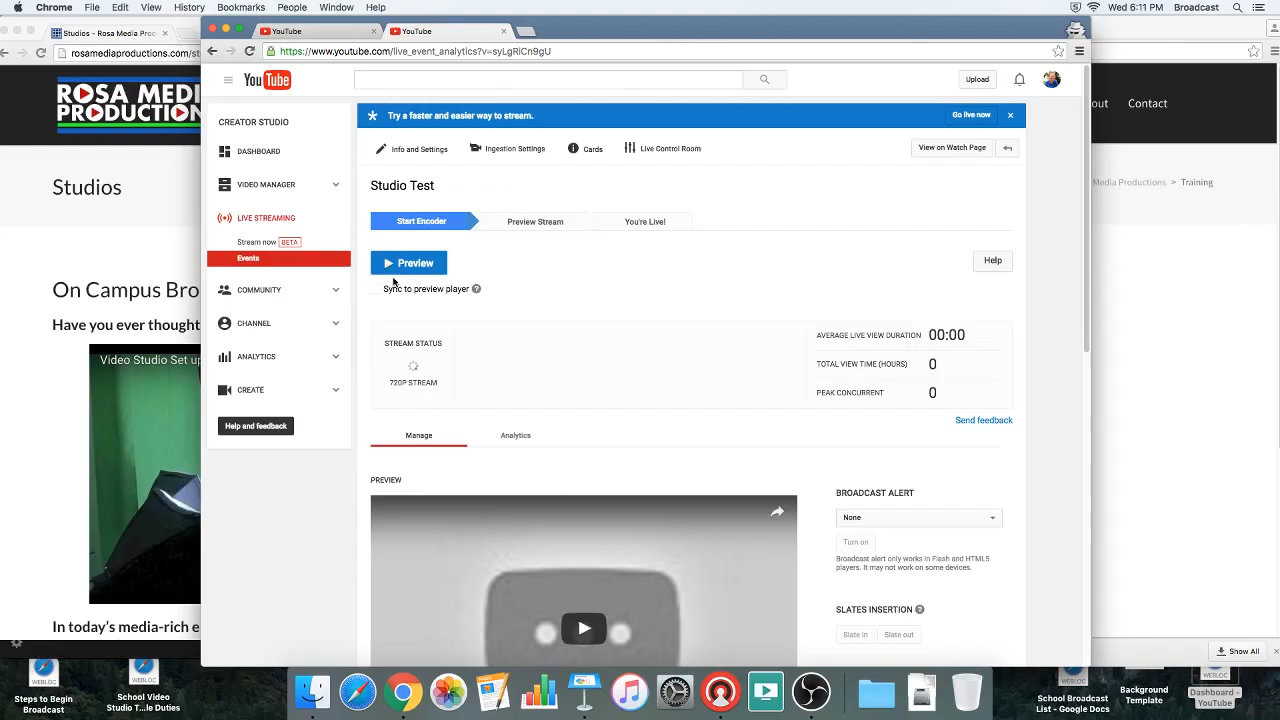 Chrome File Edit View History Bookmarks People Window Help
Wed 6:11 PM Broadcast
Studios - Rosa Media Pro
YouTube
YouTube
rosamediaproductions.com/s
https://www.youtube.com/live_event_analytics?v=syLgRiCn9gU
ROSA MEDIA
PRODUCTION
YouTube
Upload
out Contact
Studios
Media Productions > Training
On Campus Bro
Have you ever thought
Video Studio Set up
In today's media-rich e
CREATOR STUDIO
DASHBOARD
VIDEO MANAGER
LIVE STREAMING
Stream now BETA
Events
COMMUNITY
CHANNEL
ANALYTICS
CREATE
Help and feedback
Try a faster and easier way to stream.
Go live now
Info and Settings
Ingestion Settings
Cards
Live Control Room
View on Watch Page
Studio Test
Start Encoder
Preview Stream
You're Live!
Preview
Help
Sync to preview player ?
STREAM STATUS
720P STREAM
AVERAGE LIVE VIEW DURATION 00:00
TOTAL VIEW TIME (HOURS) 0
PEAK CONCURRENT 0
Send feedback
Manage
Analytics
PREVIEW
BROADCAST ALERT
None
Turn on
Broadcast alert only works in Flash and HTML5
players. It may not work on some devices.
SLATES INSERTION ?
Slate in
Slate out
Show All
WEBLOC
Steps to Begin
Broadcast
WEBLOC
School Video
Studio T...le Duties
WEBLOC
School Broadcast
List - Google Docs
Background
Template
WEBLOC
Dashboard -
YouTube